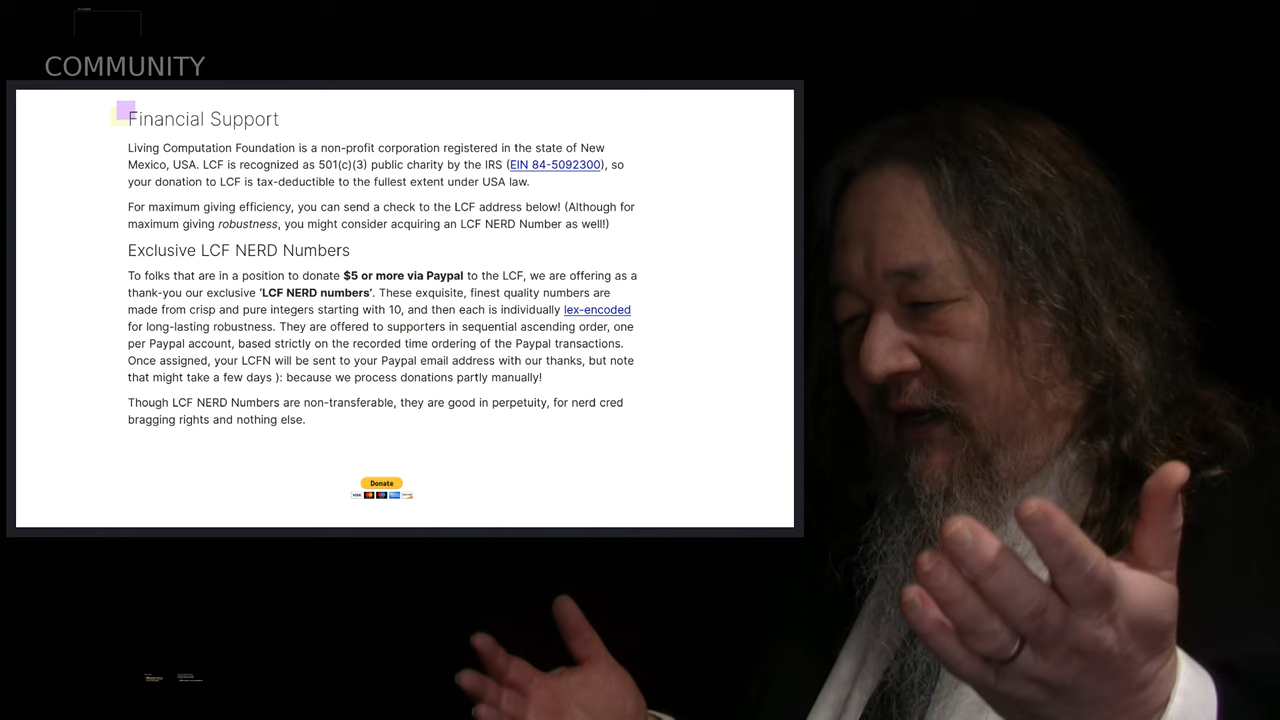 COMMUNITY
Financial Support
Living Computation Foundation is a non-profit corporation registered in the state of New
Mexico, USA. LCF is recognized as 501(c)(3) public charity by the IRS (EIN 84-5092300), so
your donation to LCF is tax-deductible to the fullest extent under USA law.
For maximum giving efficiency, you can send a check to the LCF address below! (Although for
maximum giving robustness, you might consider acquiring an LCF NERD Number as well!)
Exclusive LCF NERD Numbers
To folks that are in a position to donate $5 or more via Paypal to the LCF, we are offering as a
thank-you our exclusive ‘LCF NERD numbers’. These exquisite, finest quality numbers are
made from crisp and pure integers starting with 10, and then each is individually lex-encoded
for long-lasting robustness. They are offered to supporters in sequential ascending order, one
per Paypal account, based strictly on the recorded time ordering of the Paypal transactions.
Once assigned, your LCFN will be sent to your Paypal email address with our thanks, but note
that might take a few days ): because we process donations partly manually!
Though LCF NERD Numbers are non-transferable, they are good in perpetuity, for nerd cred
bragging rights and nothing else.
Donate
VISA